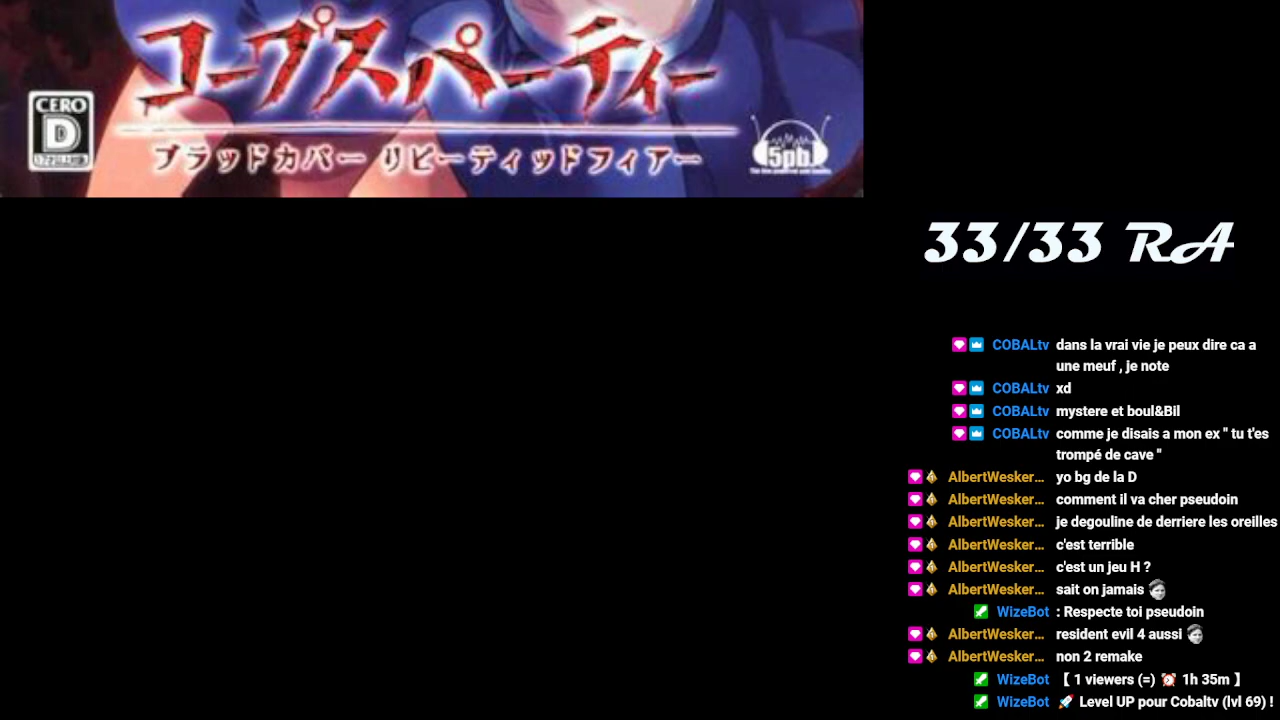 コープスパーティー
CERO
D
ブラッドカバー リピーティッドフィアー
5pb.
33/33 RA
COBALtv dans la vrai vie je peux dire ca a
une meuf , je note
COBALtv xd
COBALtv mystere et boul&Bil
COBALtv comme je disais a mon ex " tu t'es
trompé de cave "
AlbertWesker... yo bg de la D
AlbertWesker... comment il va cher pseudoin
AlbertWesker... je degouline de derriere les oreilles
AlbertWesker... c'est terrible
AlbertWesker... c'est un jeu H ?
AlbertWesker... sait on jamais
WizeBot : Respecte toi pseudoin
AlbertWesker... resident evil 4 aussi
AlbertWesker... non 2 remake
WizeBot 【 1 viewers (=) ⏰ 1h 35m 】
WizeBot 🚀 Level UP pour Cobaltv (lvl 69) !